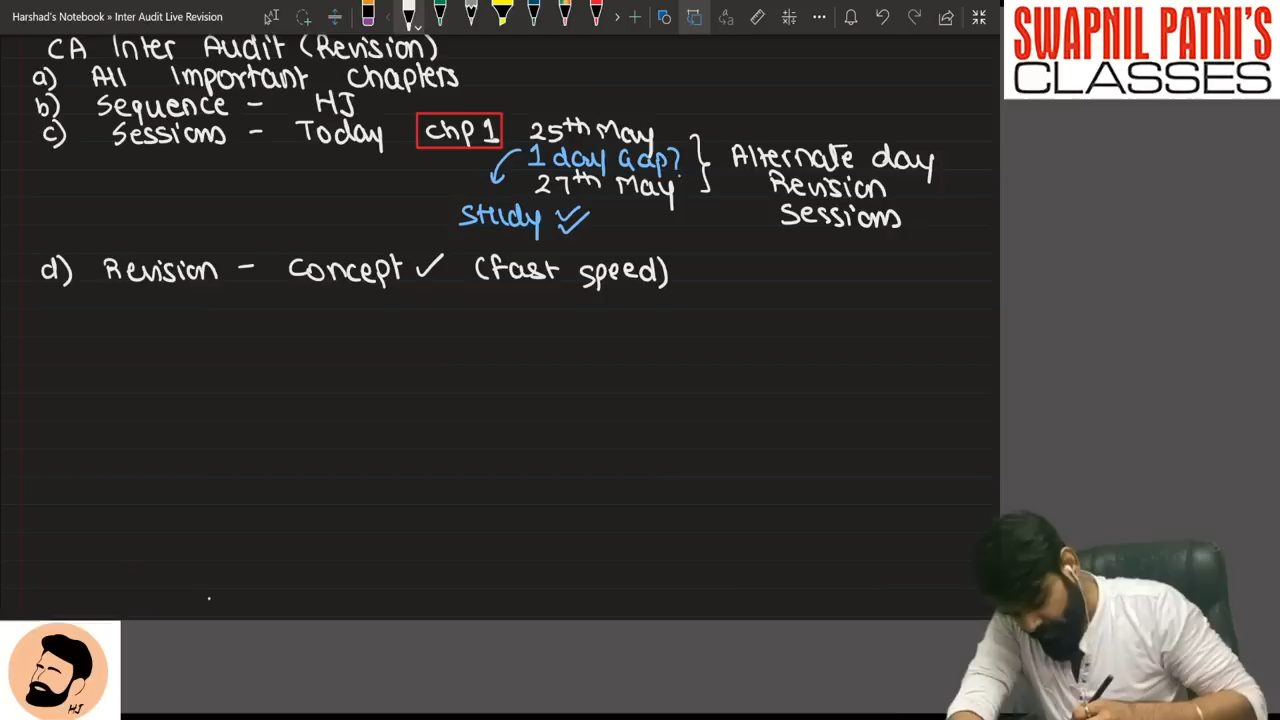 Harshad's Notebook » Inter Audit Live Revision
SWAPNIL PATNI'S
CLASSES
CA Inter Audit (Revision)
a) All Important Chapters
b) Sequence - HJ
c) Sessions - Today Chp 1 25th May
1 day Gap?
27th May
Alternate day
Revision
Sessions
Study
d) Revision - Concept ✓ (fast speed)
HJ